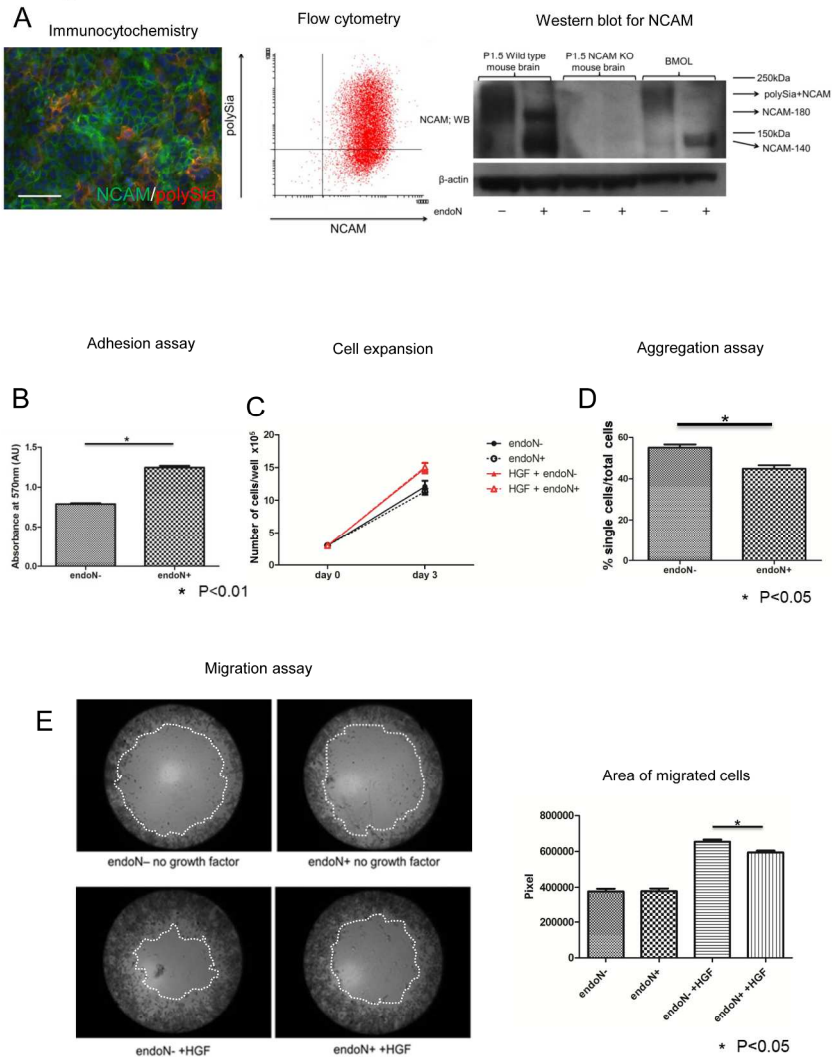 A
Immunocytochemistry
Flow cytometry
Western blot for NCAM
NCAM/polySia
polySia
NCAM
P1.5 Wild type
mouse brain
P1.5 NCAM KO
mouse brain
BMOL
NCAM; WB
250kDa
polySia+NCAM
NCAM-180
150kDa
NCAM-140
β-actin
endoN
– + – + – +
Adhesion assay
Cell expansion
Aggregation assay
B
Absorbance at 570nm (AU)
1.5
1.0
0.5
0.0
*
endoN-
endoN+
* P<0.01
C
Number of cells/well x10⁵
20
15
10
5
0
day 0
day 3
endoN-
endoN+
HGF + endoN-
HGF + endoN+
D
% single cells/total cells
60
40
20
0
*
endoN-
endoN+
* P<0.05
Migration assay
E
endoN– no growth factor
endoN+ no growth factor
endoN- +HGF
endoN+ +HGF
Area of migrated cells
Pixel
800000
600000
400000
200000
0
*
endoN-
endoN+
endoN- +HGF
endoN+ +HGF
* P<0.05